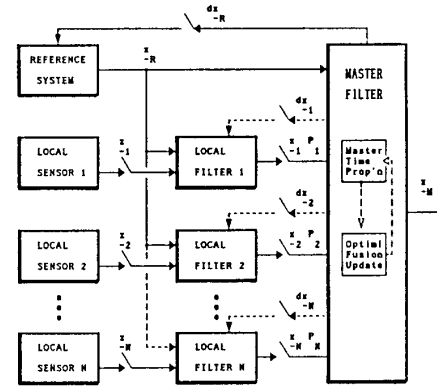 dx
-R
REFERENCE
SYSTEM
x
-R
MASTER
FILTER
dx
-1
LOCAL
SENSOR 1
x
-1
LOCAL
FILTER 1
x P
-1 1
Master
Time
Prop'n
dx
-2
x
-M
LOCAL
SENSOR 2
x
-2
LOCAL
FILTER 2
x P
-2 2
Optiml
Fusion
Update
dx
-N
LOCAL
SENSOR N
x
-N
LOCAL
FILTER N
x P
-N N